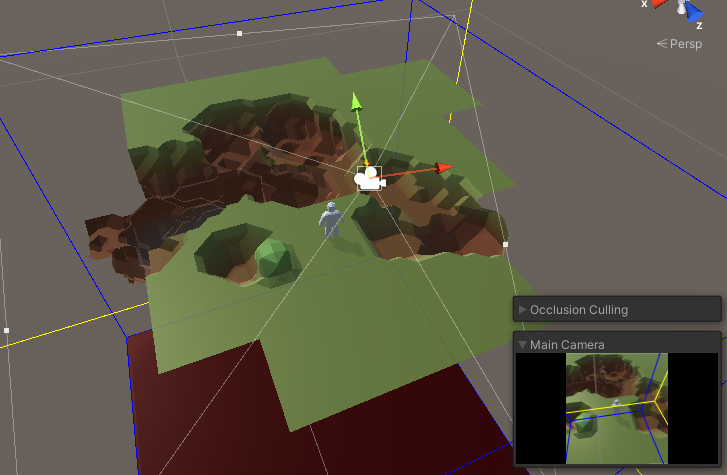 x
z
< Persp
Occlusion Culling
Main Camera